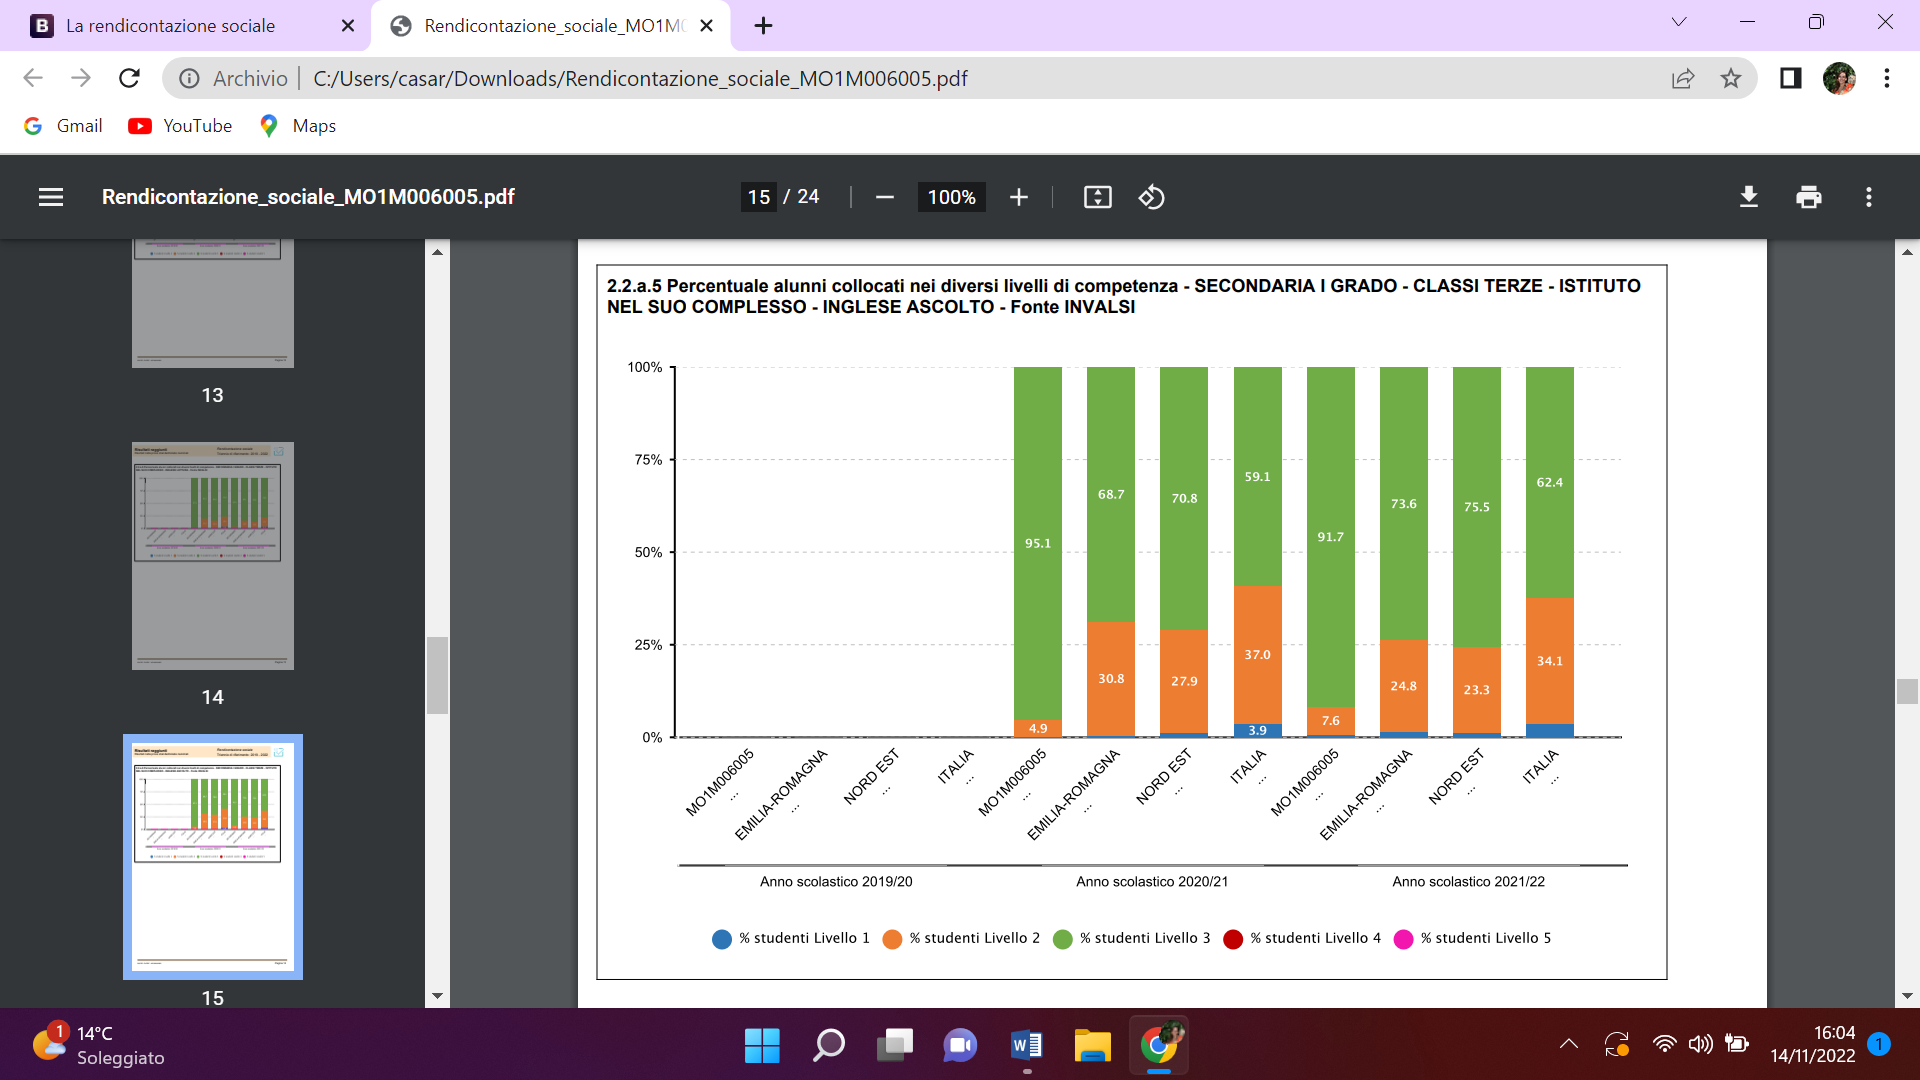 La rendicontazione sociale
Rendicontazione_sociale_MO1M0
Archivio
C:/Users/casar/Downloads/Rendicontazione_sociale_MO1M006005.pdf
Gmail
YouTube
Maps
Rendicontazione_sociale_MO1M006005.pdf
15 / 24
100%
13
14
15
2.2.a.5 Percentuale alunni collocati nei diversi livelli di competenza - SECONDARIA I GRADO - CLASSI TERZE - ISTITUTO
NEL SUO COMPLESSO - INGLESE ASCOLTO - Fonte INVALSI
100%
75%
50%
25%
0%
95.1
4.9
68.7
30.8
70.8
27.9
59.1
37.0
3.9
91.7
7.6
73.6
24.8
75.5
23.3
62.4
34.1
MO1M006005
...
EMILIA-ROMAGNA
...
NORD EST
...
ITALIA
...
MO1M006005
...
EMILIA-ROMAGNA
...
NORD EST
...
ITALIA
...
MO1M006005
...
EMILIA-ROMAGNA
...
NORD EST
...
ITALIA
...
Anno scolastico 2019/20
Anno scolastico 2020/21
Anno scolastico 2021/22
% studenti Livello 1
% studenti Livello 2
% studenti Livello 3
% studenti Livello 4
% studenti Livello 5
1
14°C
Soleggiato
16:04
14/11/2022
1